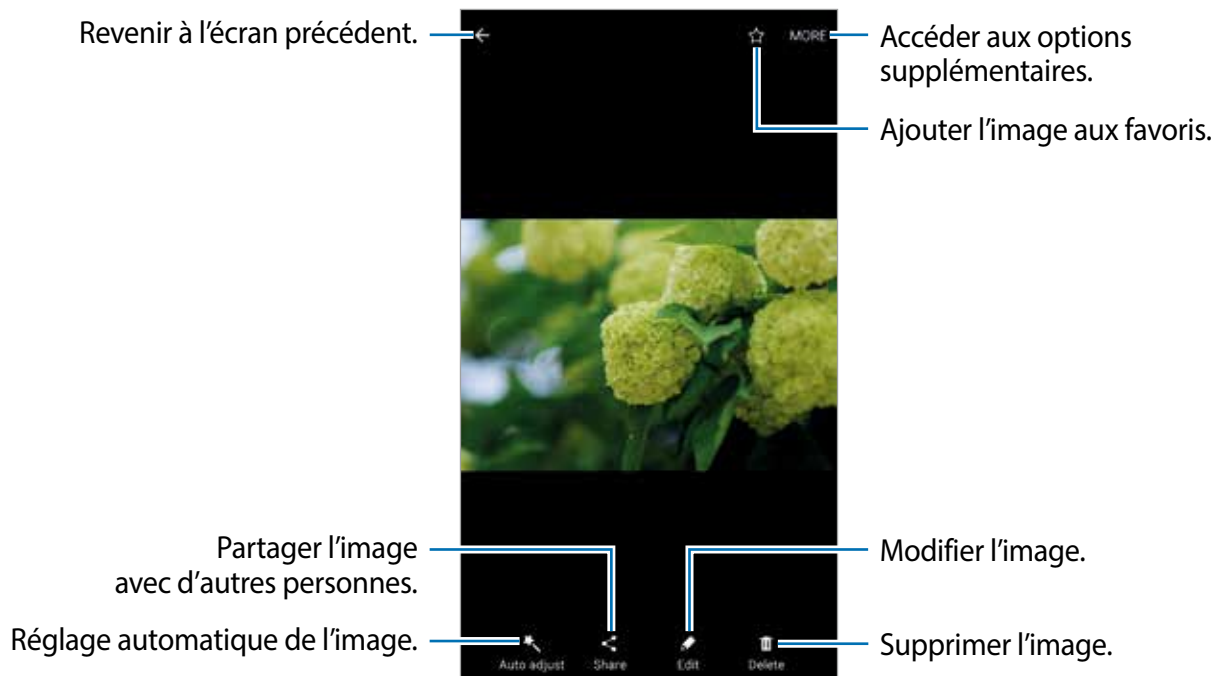 Revenir à l’écran précédent.
MORE
Accéder aux options
supplémentaires.
Ajouter l’image aux favoris.
Partager l’image
avec d’autres personnes.
Modifier l’image.
Réglage automatique de l’image.
Auto adjust
Share
Edit
Delete
Supprimer l’image.